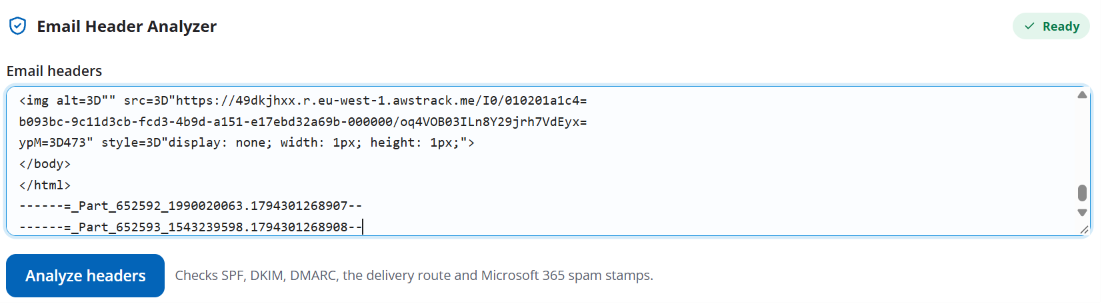 Email Header Analyzer
Ready
Email headers
<img alt=3D"" src=3D"https://49dkjhxx.r.eu-west-1.awstrack.me/I0/010201a1c4=
b093bc-9c11d3cb-fcd3-4b9d-a151-e17ebd32a69b-000000/oq4VOB03ILn8Y29jrh7VdEyx=
ypM=3D473" style=3D"display: none; width: 1px; height: 1px;">
</body>
</html>
------=_Part_652592_1990020063.1794301268907--
------=_Part_652593_1543239598.1794301268908--
Analyze headers
Checks SPF, DKIM, DMARC, the delivery route and Microsoft 365 spam stamps.